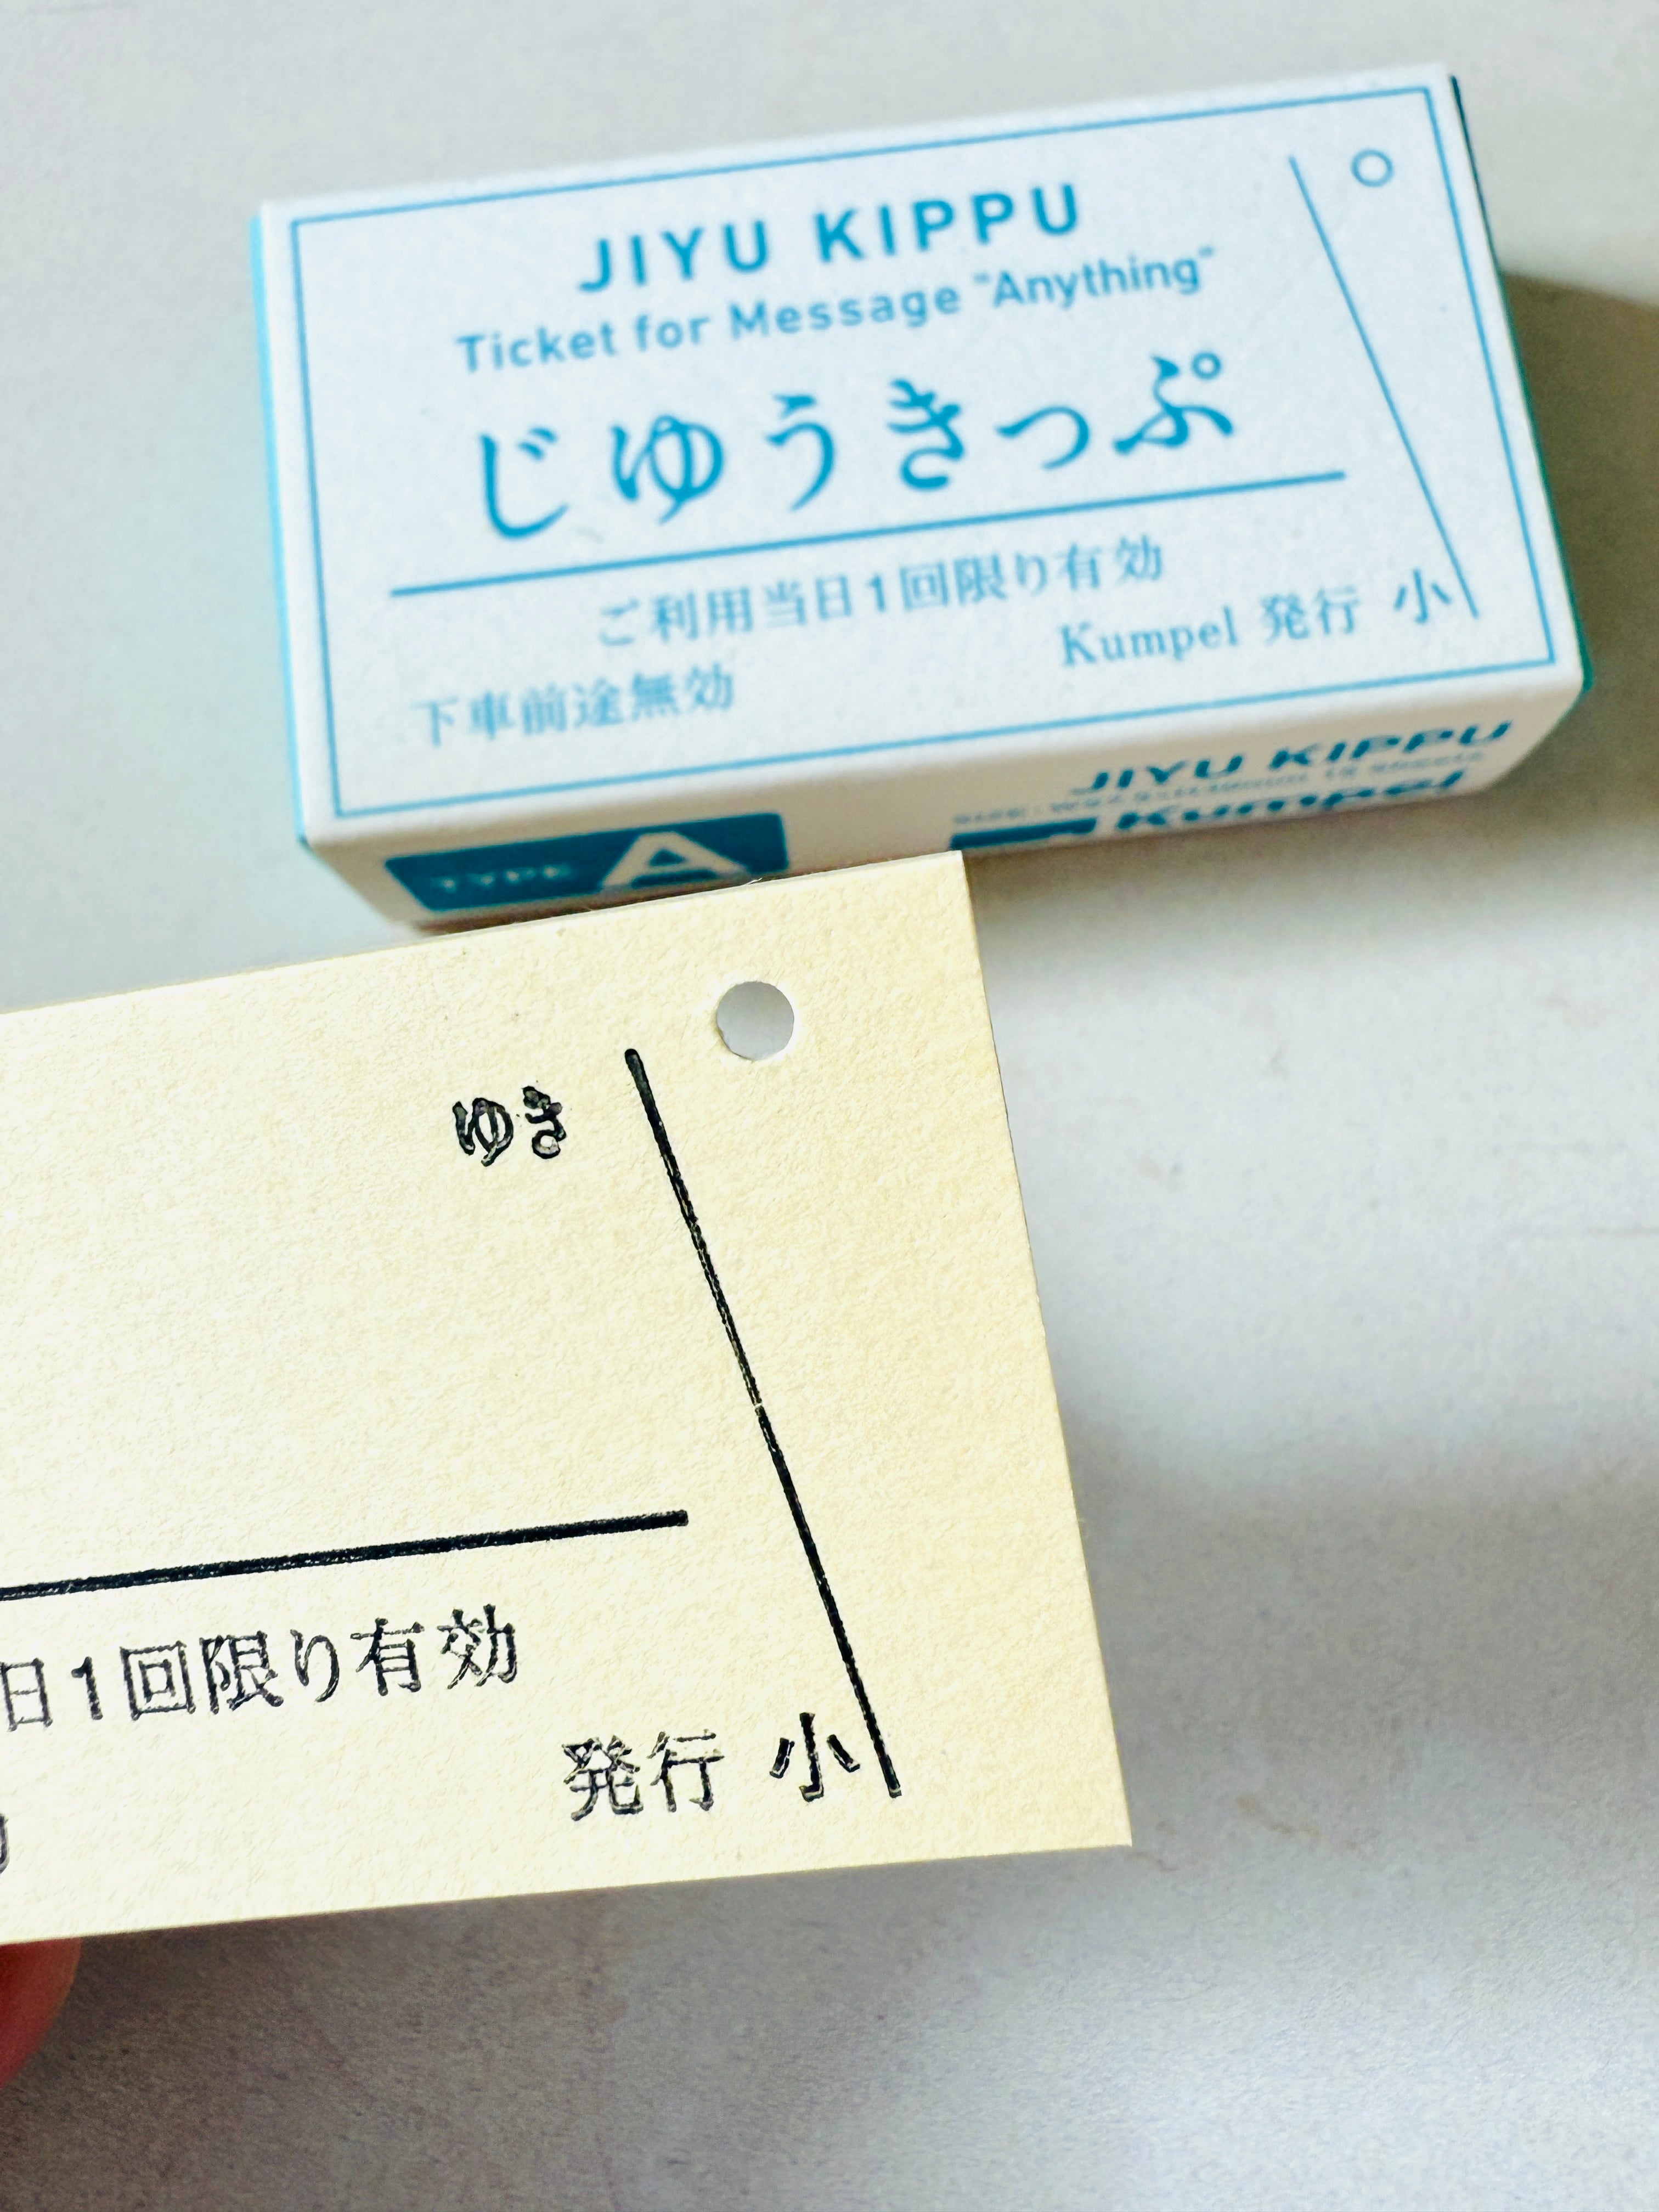 JIYU KIPPU
Ticket for Message "Anything"
じゆうきっぷ
ご利用当日1回限り有効
Kumpel 発行 小
下車前途無効
TYPE A
JIYU KIPPU
Kumpel
ゆき
日1回限り有効
発行 小